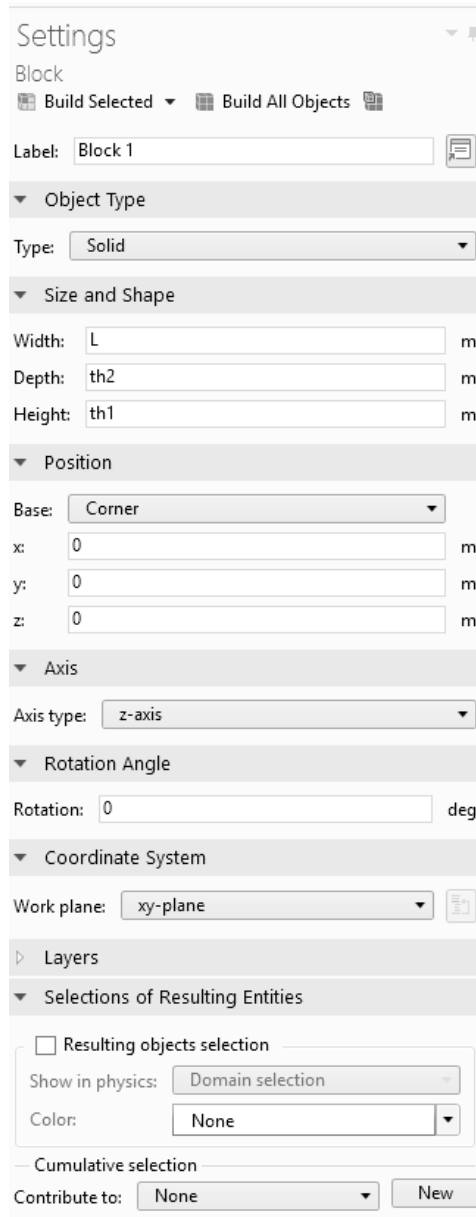 Settings
Block
Build Selected Build All Objects
Label: Block 1
Object Type
Type: Solid
Size and Shape
Width: L m
Depth: th2 m
Height: th1 m
Position
Base: Corner
x: 0 m
y: 0 m
z: 0 m
Axis
Axis type: z-axis
Rotation Angle
Rotation: 0 deg
Coordinate System
Work plane: xy-plane
Layers
Selections of Resulting Entities
Resulting objects selection
Show in physics: Domain selection
Color: None
Cumulative selection
Contribute to: None New